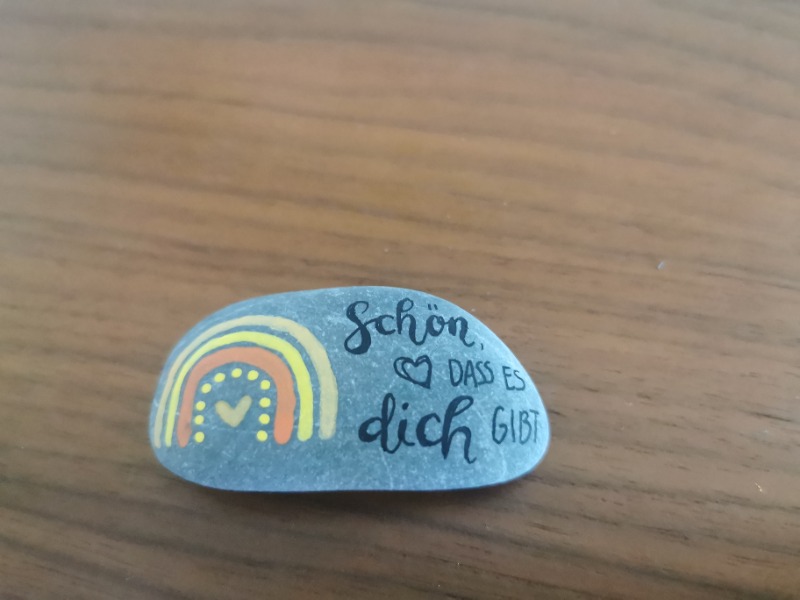 Schön,
DASS ES
dich GIBT